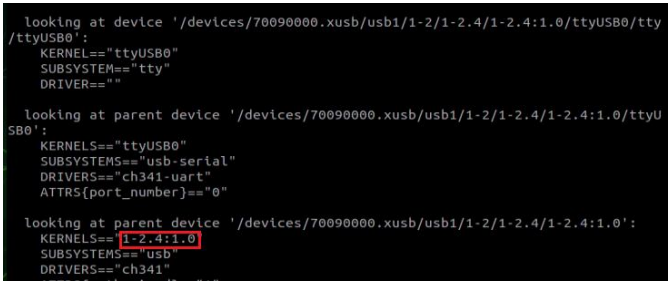 looking at device '/devices/70090000.xusb/usb1/1-2/1-2.4/1-2.4:1.0/ttyUSB0/tty
/ttyUSB0':
KERNEL=="ttyUSB0"
SUBSYSTEM=="tty"
DRIVER==""
looking at parent device '/devices/70090000.xusb/usb1/1-2/1-2.4/1-2.4:1.0/ttyU
SB0':
KERNELS=="ttyUSB0"
SUBSYSTEMS=="usb-serial"
DRIVERS=="ch341-uart"
ATTRS{port_number}=="0"
looking at parent device '/devices/70090000.xusb/usb1/1-2/1-2.4/1-2.4:1.0':
KERNELS=="1-2.4:1.0"
SUBSYSTEMS=="usb"
DRIVERS=="ch341"